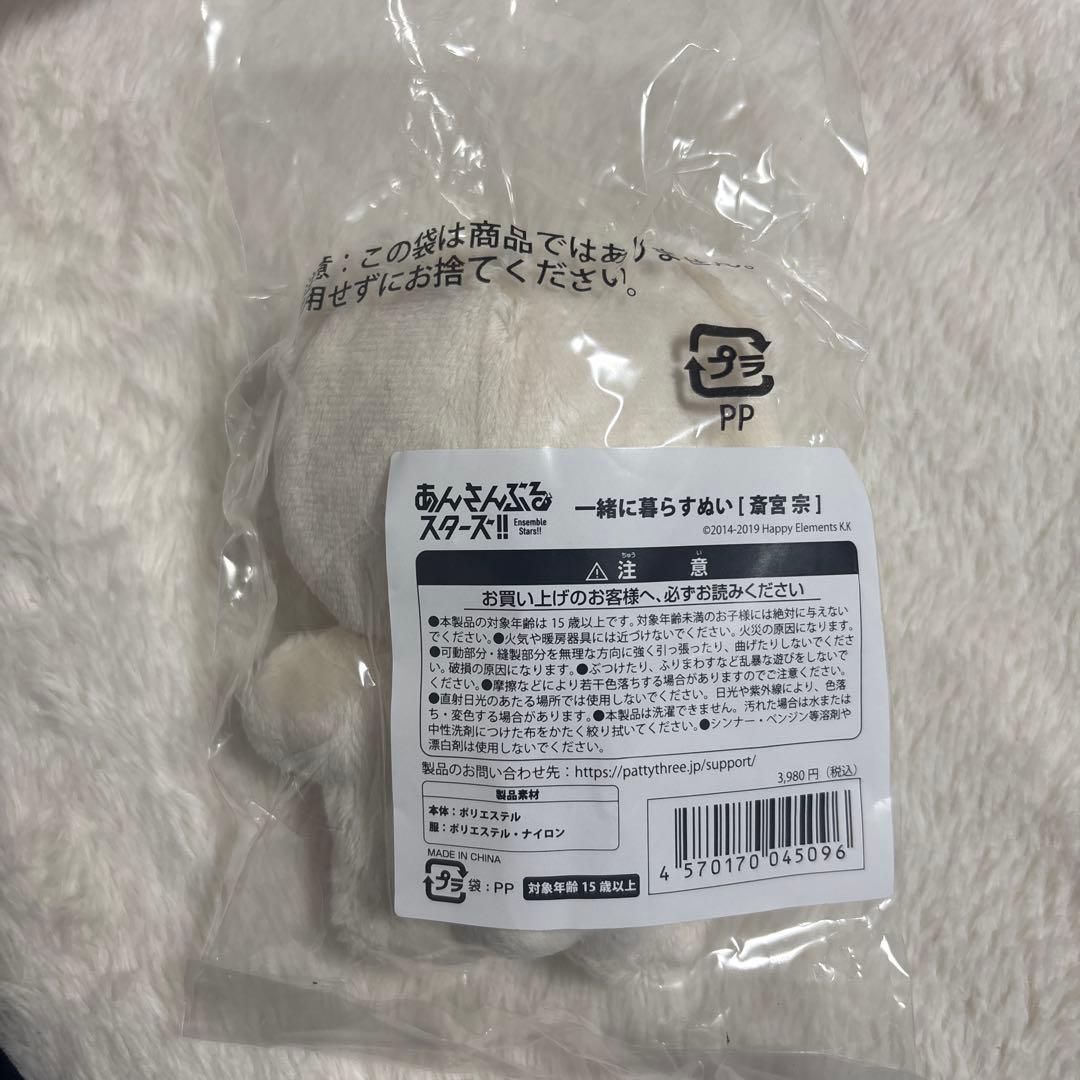 意：この袋は商品ではありません。
用せずにお捨てください。
プラ
PP
あんさんぶる
スターズ!!
Ensemble
Stars!!
一緒に暮らすぬい [ 斎宮 宗 ]
©2014-2019 Happy Elements K.K
ちゅう い
⚠ 注 意
お買い上げのお客様へ、必ずお読みください
●本製品の対象年齢は 15 歳以上です。対象年齢未満のお子様には絶対に与えない
でください。●火気や暖房器具には近づけないでください。火災の原因になります。
●可動部分・縫製部分を無理な方向に強く引っ張ったり、曲げたりしないでくださ
い。破損の原因になります。●ぶつけたり、ふりまわすなど乱暴な遊びをしないで
ください。●摩擦などにより若干色落ちする場合がありますのでご注意ください。
●直射日光のあたる場所では使用しないでください。日光や紫外線により、色落
ち・変色する場合があります。●本製品は洗濯できません。汚れた場合は水または
中性洗剤につけた布をかたく絞り拭いてください。●シンナー・ベンジン等溶剤や
漂白剤は使用しないでください。
製品のお問い合わせ先：https://pattythree.jp/support/
3,980 円（税込）
製品素材
本体：ポリエステル
服：ポリエステル・ナイロン
MADE IN CHINA
プラ 袋：PP
対象年齢 15 歳以上
4 570170 045096